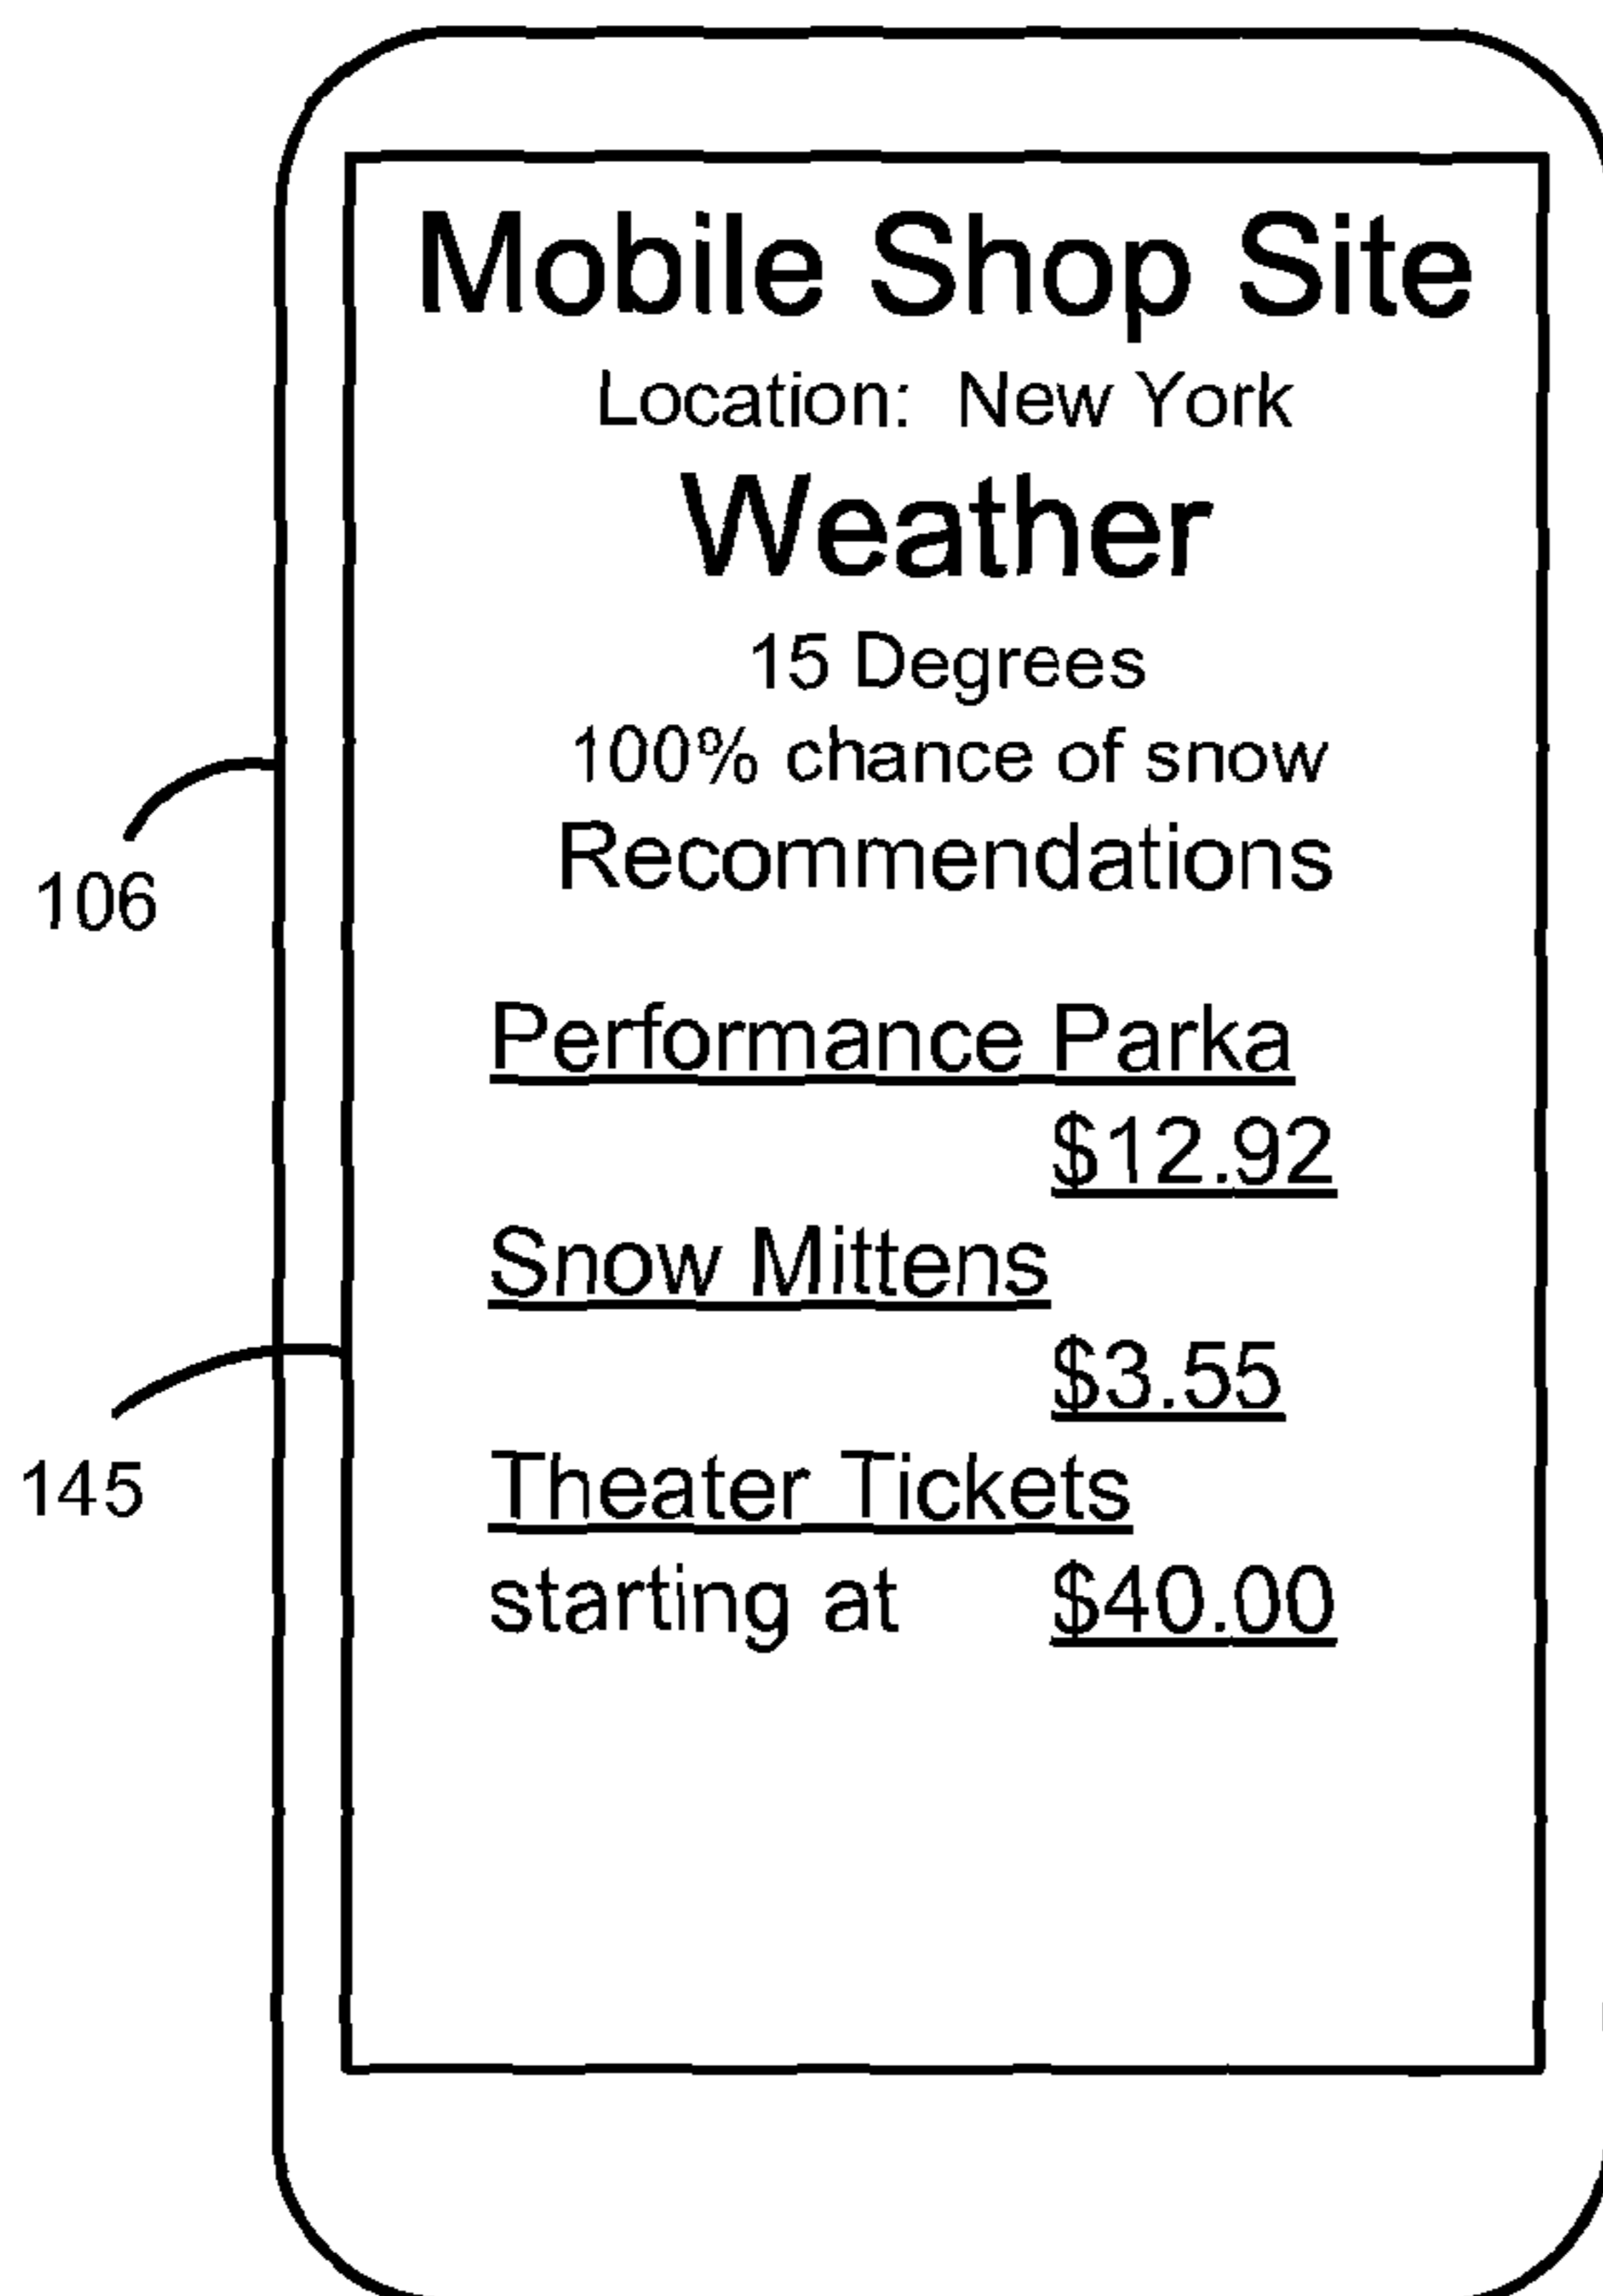 Mobile Shop Site
Location: New York
Weather
15 Degrees
100% chance of snow
Recommendations
106
Performance Parka
$12.92
Snow Mittens
$3.55
145
Theater Tickets
starting at $40.00